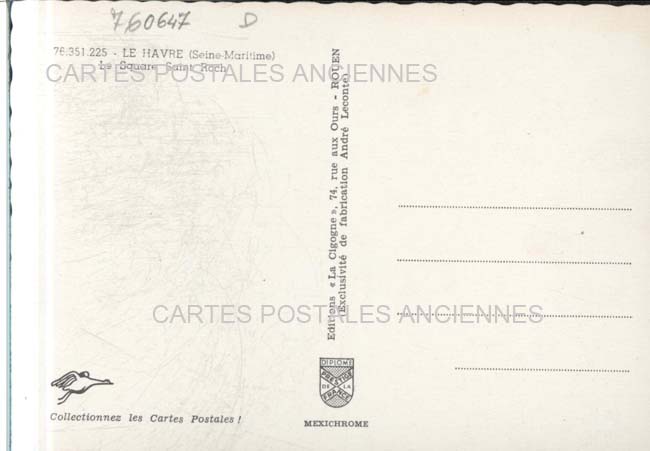 760647 D
76.351.225 - LE HAVRE (Seine-Maritime)
Le Square Saint Roch
CARTES POSTALES ANCIENNES
Editions « La Cigogne », 74, rue aux Ours - ROUEN
(Exclusivité de fabrication André Leconte)
CARTES POSTALES ANCIENNES
DIPLOME
PRESTIGE
DE LA
FRANCE
Collectionnez les Cartes Postales !
MEXICHROME